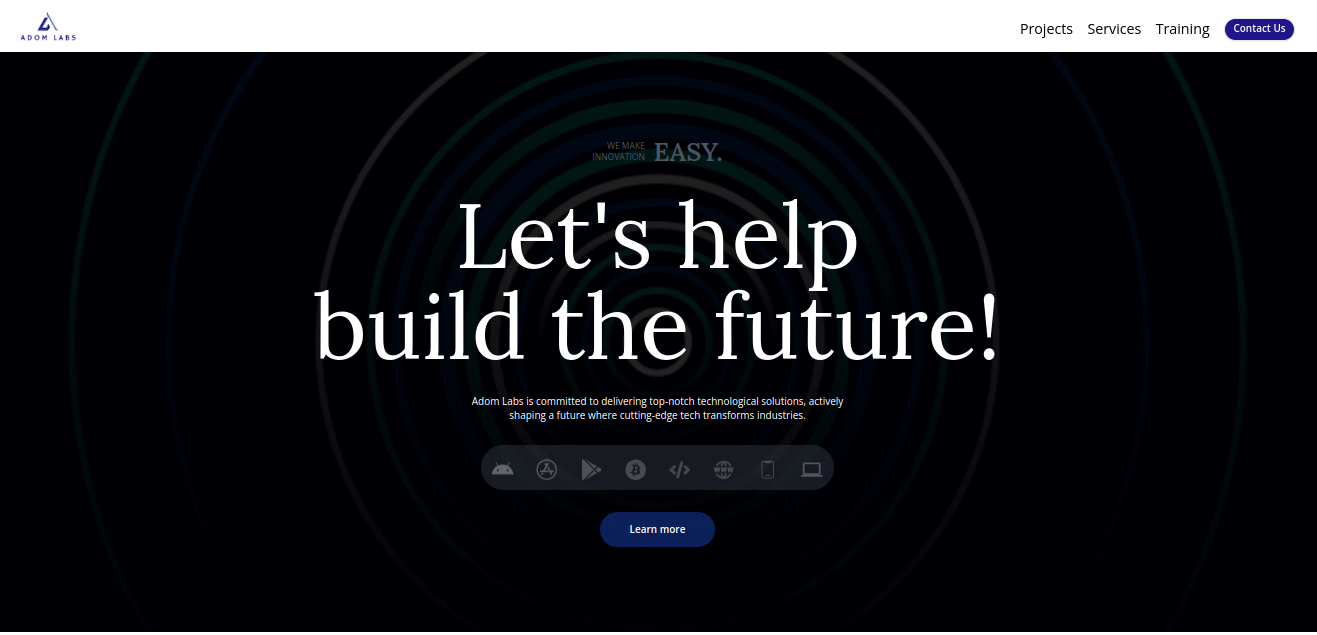 ADOM LABS
Projects Services Training Contact Us
WE MAKE
INNOVATION EASY.
Let's help
build the future!
Adom Labs is committed to delivering top-notch technological solutions, actively
shaping a future where cutting-edge tech transforms industries.
Learn more